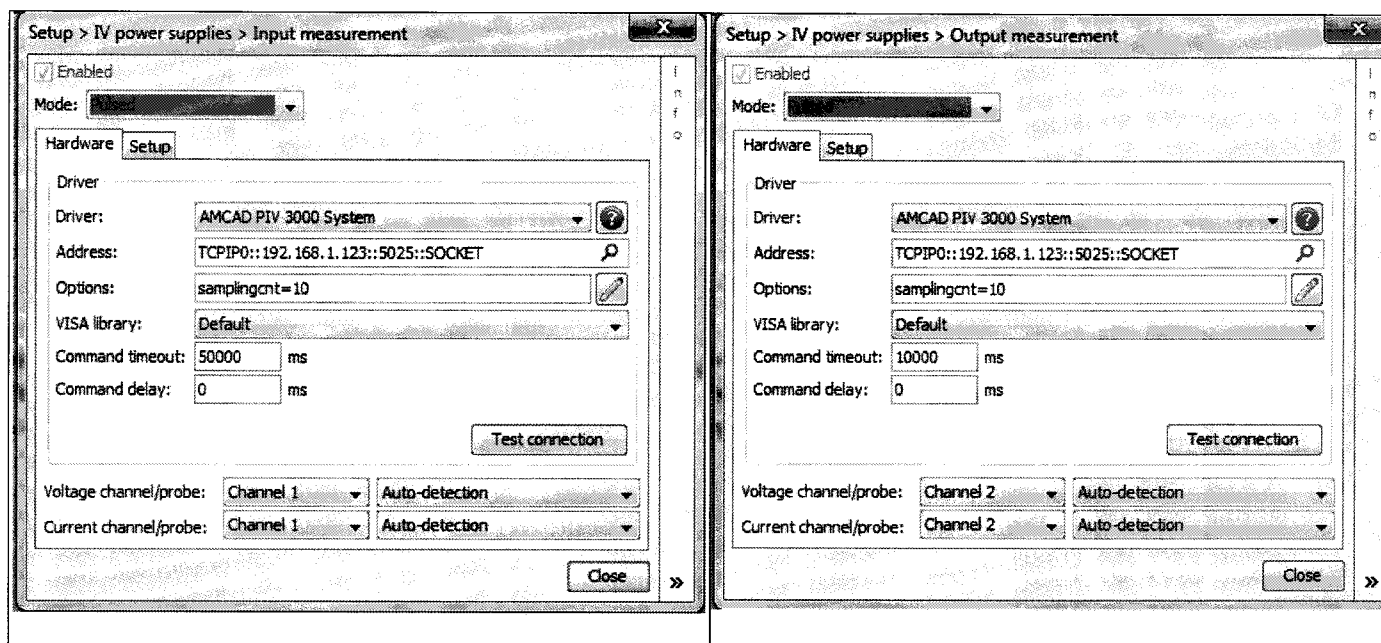 Setup > IV power supplies > Input measurement
x
Enabled
Mode: Pulsed
Hardware Setup
Driver
Driver: AMCAD PIV 3000 System ?
Address: TCPIP0::192.168.1.123::5025::SOCKET
Options: samplingcnt=10
VISA library: Default
Command timeout: 50000 ms
Command delay: 0 ms
Test connection
Voltage channel/probe: Channel 1 Auto-detection
Current channel/probe: Channel 1 Auto-detection
Close »
Info
Setup > IV power supplies > Output measurement
x
Enabled
Mode:
Hardware Setup
Driver
Driver: AMCAD PIV 3000 System ?
Address: TCPIP0::192.168.1.123::5025::SOCKET
Options: samplingcnt=10
VISA library: Default
Command timeout: 10000 ms
Command delay: 0 ms
Test connection
Voltage channel/probe: Channel 2 Auto-detection
Current channel/probe: Channel 2 Auto-detection
Close »
Info